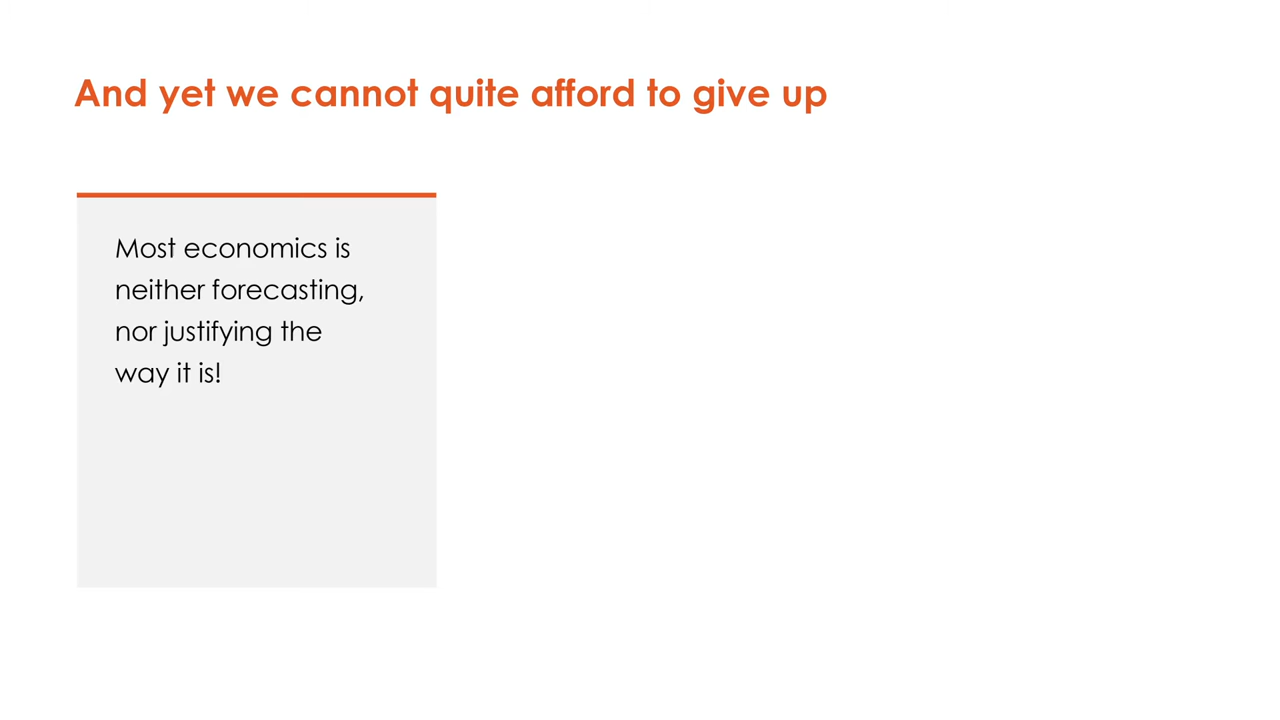 And yet we cannot quite afford to give up
Most economics is
neither forecasting,
nor justifying the
way it is!